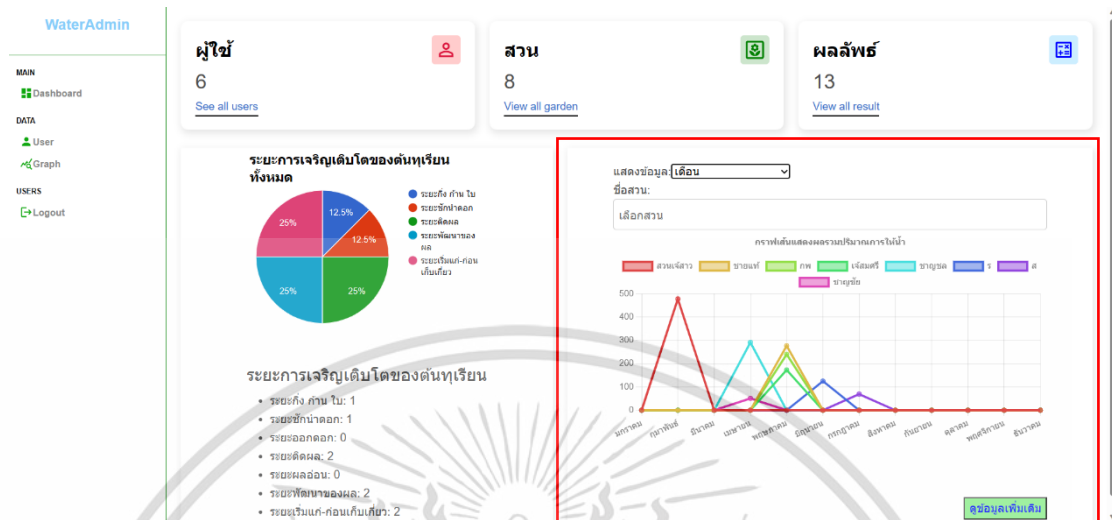 WaterAdmin
MAIN
Dashboard
DATA
User
Graph
USERS
Logout
ผู้ใช้
6
See all users
สวน
8
View all garden
ผลลัพธ์
13
View all result
ระยะการเจริญเติบโตของต้นทุเรียน
ทั้งหมด
12.5%
12.5%
25%
25%
25%
ระยะกิ่ง ก้าน ใบ
ระยะชักนำดอก
ระยะติดผล
ระยะพัฒนาของ
ผล
ระยะเริ่มแก่-ก่อน
เก็บเกี่ยว
ระยะการเจริญเติบโตของต้นทุเรียน
ระยะกิ่ง ก้าน ใบ: 1
ระยะชักนำดอก: 1
ระยะออกดอก: 0
ระยะติดผล: 2
ระยะผลอ่อน: 0
ระยะพัฒนาของผล: 2
ระยะเริ่มแก่-ก่อนเก็บเกี่ยว: 2
แสดงข้อมูล: เดือน
ชื่อสวน:
เลือกสวน
กราฟเส้นแสดงผลรวมปริมาณการให้น้ำ
สวนเจ้สาว ชายแท้ กพ เจ้สมศรี ชาญชล ร ส
ชาญชัย
500
400
300
200
100
0
มกราคม กุมภาพันธ์ มีนาคม เมษายน พฤษภาคม มิถุนายน กรกฎาคม สิงหาคม กันยายน ตุลาคม พฤศจิกายน ธันวาคม
ดูข้อมูลเพิ่มเติม